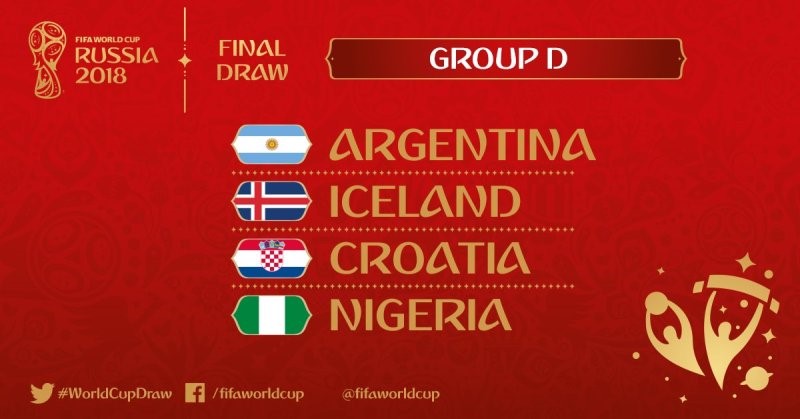 FIFA WORLD CUP
RUSSIA
2018
FINAL
DRAW
GROUP D
ARGENTINA
ICELAND
CROATIA
NIGERIA
#WorldCupDraw
/fifaworldcup
@fifaworldcup